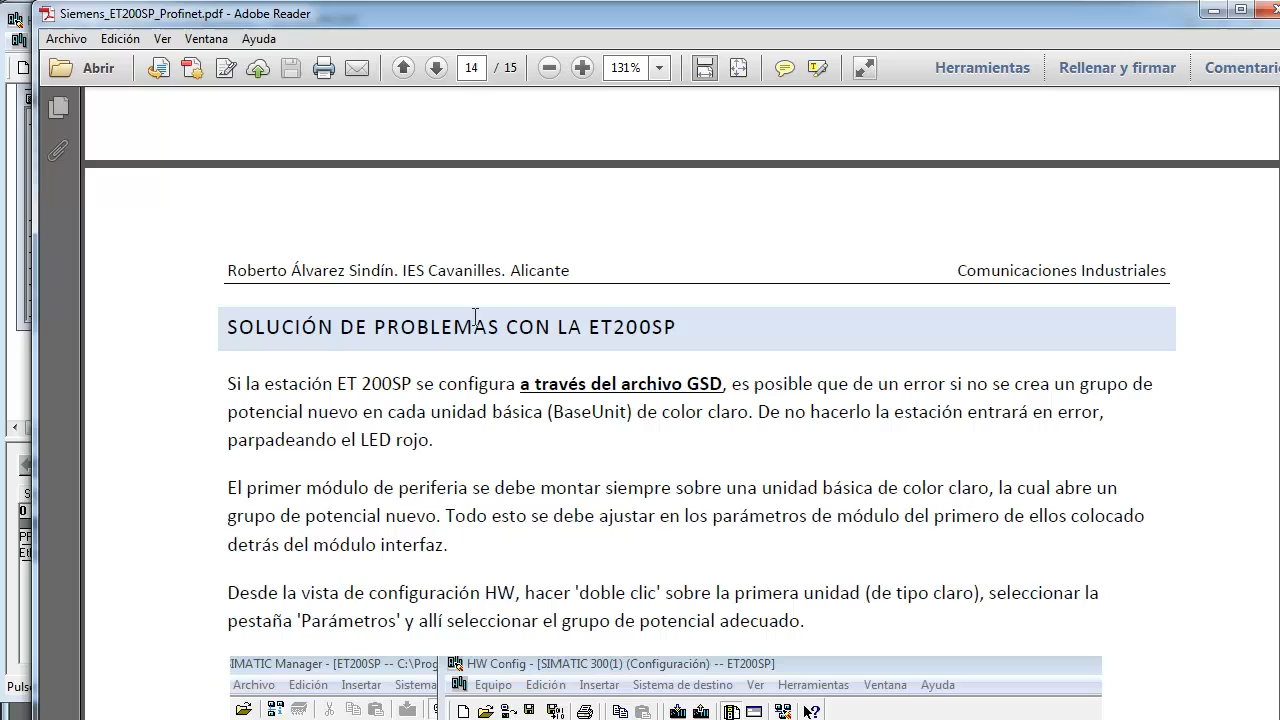 Siemens_ET200SP_Profinet.pdf - Adobe Reader
Archivo Edición Ver Ventana Ayuda
Abrir 14 / 15 131% Herramientas Rellenar y firmar Comentari
Roberto Álvarez Sindín. IES Cavanilles. Alicante Comunicaciones Industriales
SOLUCIÓN DE PROBLEMAS CON LA ET200SP
Si la estación ET 200SP se configura a través del archivo GSD, es posible que de un error si no se crea un grupo de
potencial nuevo en cada unidad básica (BaseUnit) de color claro. De no hacerlo la estación entrará en error,
parpadeando el LED rojo.
El primer módulo de periferia se debe montar siempre sobre una unidad básica de color claro, la cual abre un
grupo de potencial nuevo. Todo esto se debe ajustar en los parámetros de módulo del primero de ellos colocado
detrás del módulo interfaz.
Desde la vista de configuración HW, hacer 'doble clic' sobre la primera unidad (de tipo claro), seleccionar la
pestaña 'Parámetros' y allí seleccionar el grupo de potencial adecuado.
IMATIC Manager - [ET200SP -- C:\Prog HW Config - [SIMATIC 300(1) (Configuración) -- ET200SP]
Archivo Edición Insertar Sistema Equipo Edición Insertar Sistema de destino Ver Herramientas Ventana Ayuda
S
0
PP
Et
Puls